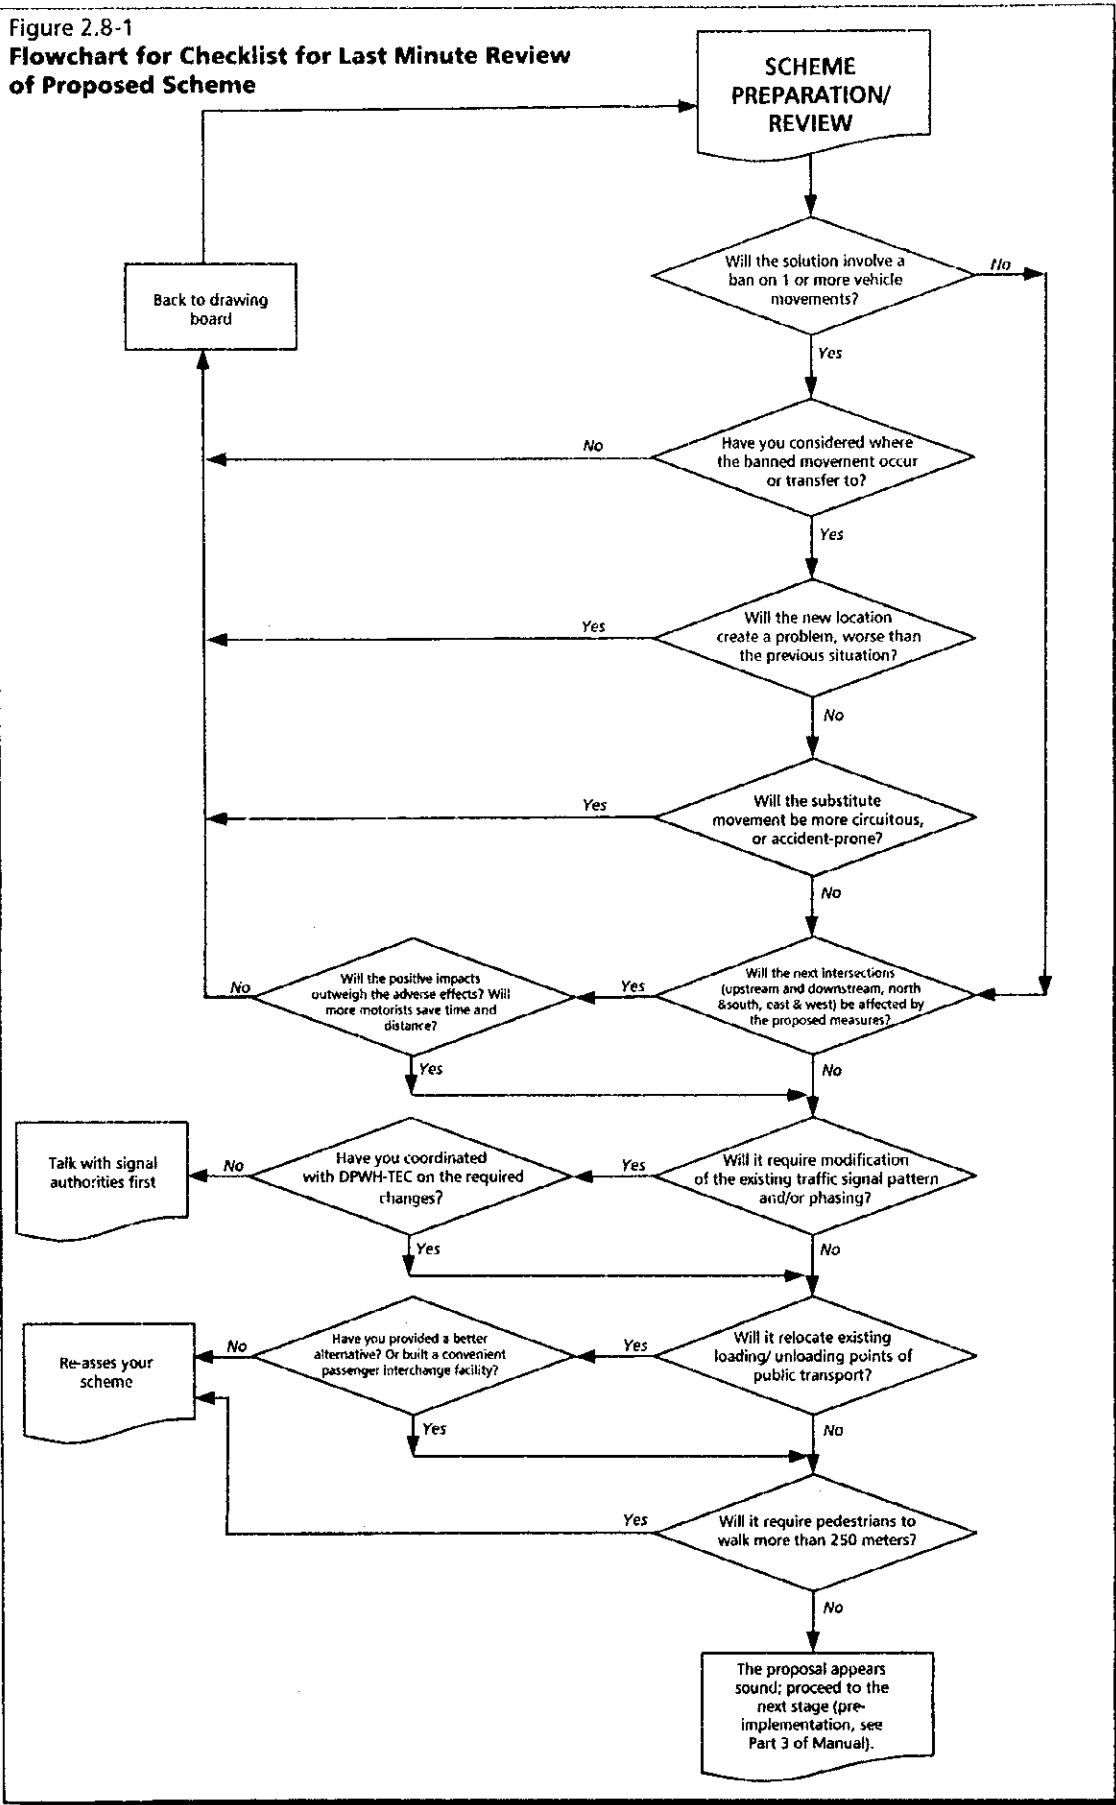 Figure 2.8-1
Flowchart for Checklist for Last Minute Review
of Proposed Scheme
SCHEME
PREPARATION/
REVIEW
Will the solution involve a
ban on 1 or more vehicle
movements?
No
Back to drawing
board
Yes
Have you considered where
the banned movement occur
or transfer to?
No
Yes
Will the new location
create a problem, worse than
the previous situation?
Yes
No
Will the substitute
movement be more circuitous,
or accident-prone?
Yes
No
Will the next intersections
(upstream and downstream, north
&south, east & west) be affected by
the proposed measures?
Yes
Will the positive impacts
outweigh the adverse effects? Will
more motorists save time and
distance?
No
Yes
No
Will it require modification
of the existing traffic signal pattern
and/or phasing?
Yes
Have you coordinated
with DPWH-TEC on the required
changes?
No
Talk with signal
authorities first
Yes
No
Will it relocate existing
loading/ unloading points of
public transport?
Yes
Have you provided a better
alternative? Or built a convenient
passenger interchange facility?
No
Re-asses your
scheme
Yes
No
Will it require pedestrians to
walk more than 250 meters?
Yes
No
The proposal appears
sound; proceed to the
next stage (pre-
implementation, see
Part 3 of Manual).